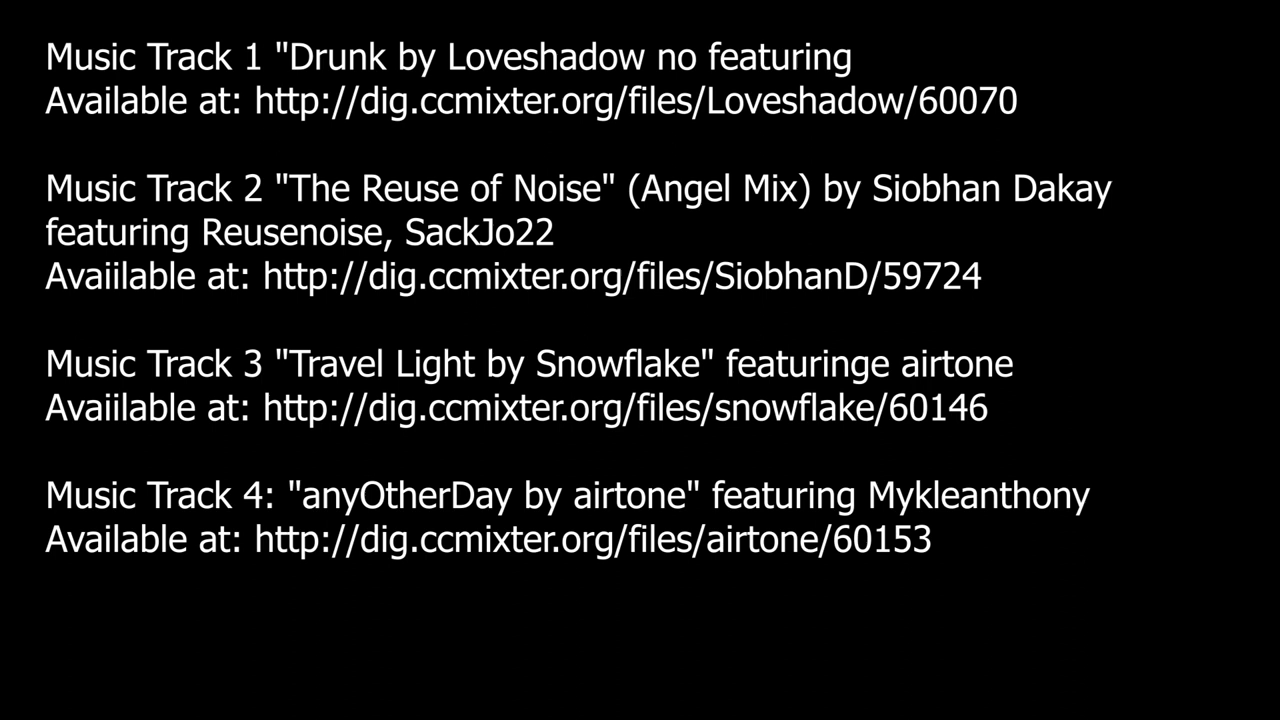 Music Track 1 "Drunk by Loveshadow no featuring
Available at: http://dig.ccmixter.org/files/Loveshadow/60070
Music Track 2 "The Reuse of Noise" (Angel Mix) by Siobhan Dakay
featuring Reusenoise, SackJo22
Avaiilable at: http://dig.ccmixter.org/files/SiobhanD/59724
Music Track 3 "Travel Light by Snowflake" featuringe airtone
Avaiilable at: http://dig.ccmixter.org/files/snowflake/60146
Music Track 4: "anyOtherDay by airtone" featuring Mykleanthony
Available at: http://dig.ccmixter.org/files/airtone/60153